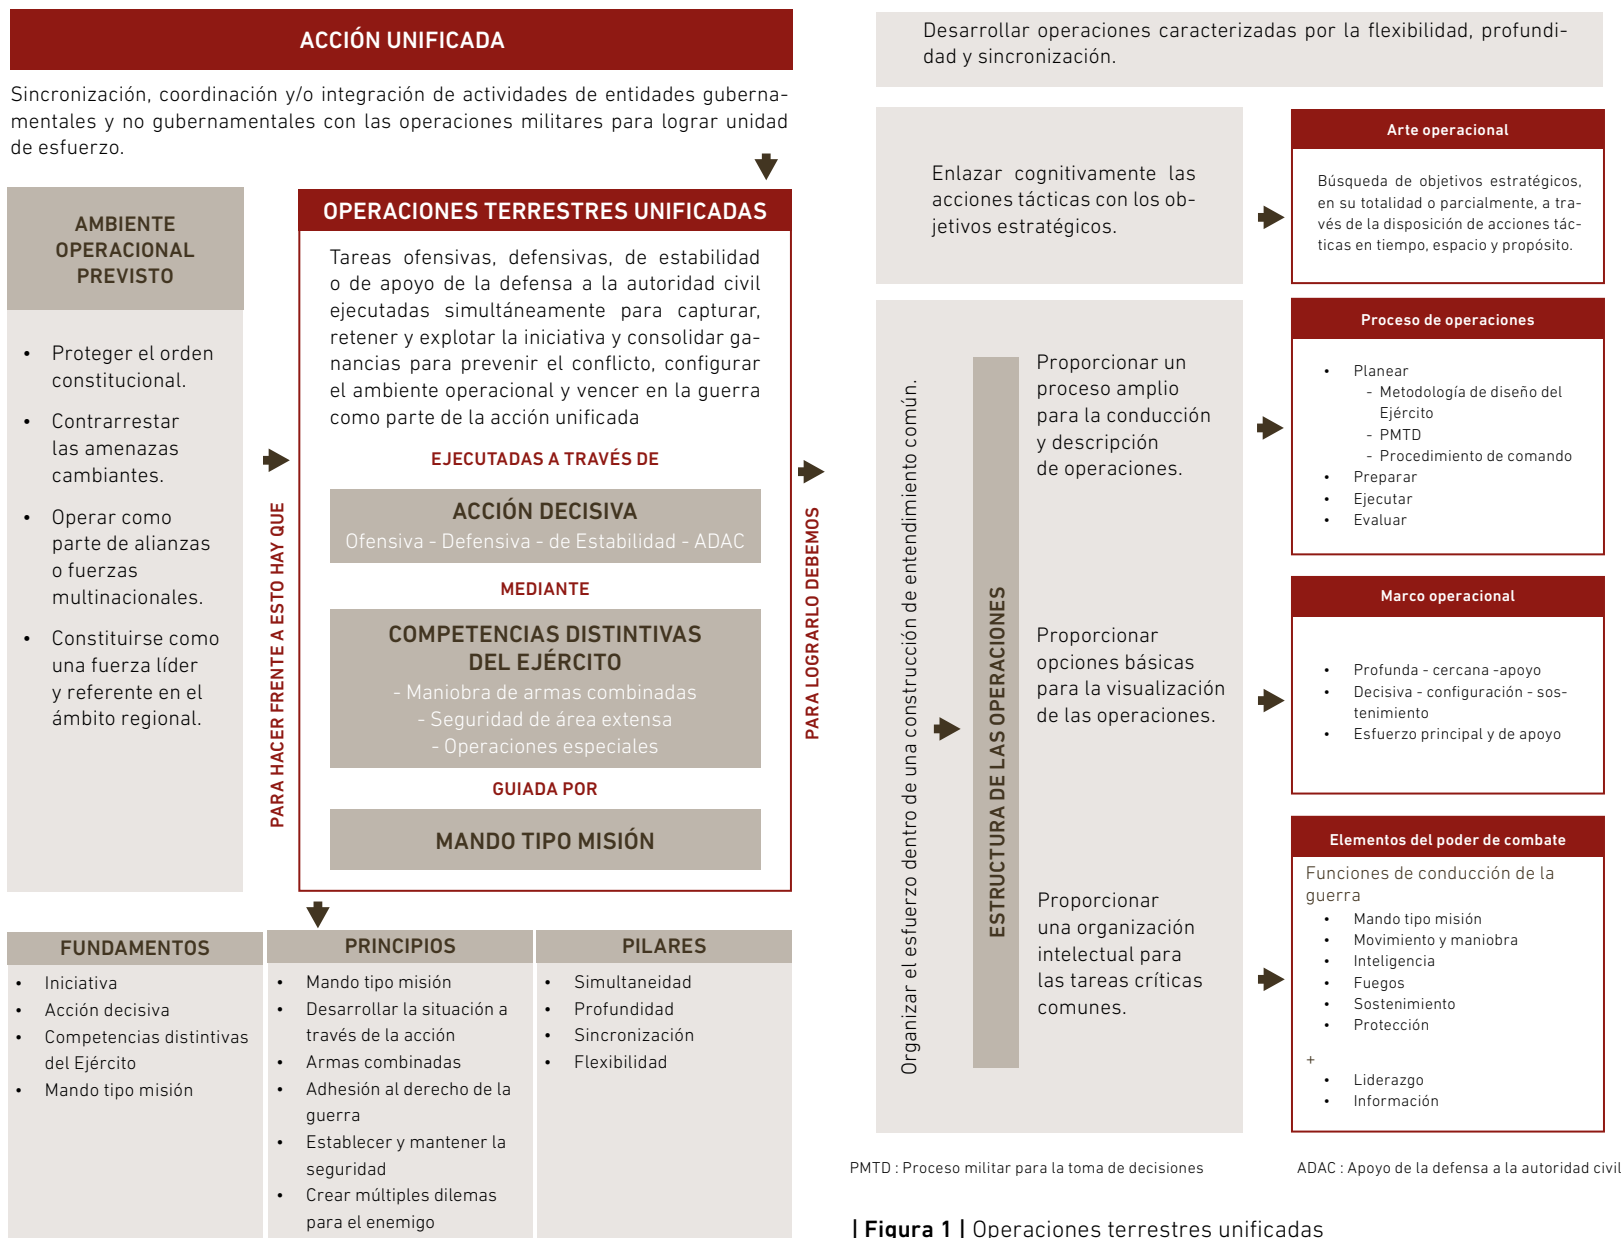 ACCIÓN UNIFICADA
Sincronización, coordinación y/o integración de actividades de entidades guberna-
mentales y no gubernamentales con las operaciones militares para lograr unidad
de esfuerzo.
AMBIENTE
OPERACIONAL
PREVISTO
• Proteger el orden
constitucional.
• Contrarrestar
las amenazas
cambiantes.
• Operar como
parte de alianzas
o fuerzas
multinacionales.
• Constituirse como
una fuerza líder
y referente en el
ámbito regional.
PARA HACER FRENTE A ESTO HAY QUE
OPERACIONES TERRESTRES UNIFICADAS
Tareas ofensivas, defensivas, de estabilidad
o de apoyo de la defensa a la autoridad civil
ejecutadas simultáneamente para capturar,
retener y explotar la iniciativa y consolidar ga-
nancias para prevenir el conflicto, configurar
el ambiente operacional y vencer en la guerra
como parte de la acción unificada
EJECUTADAS A TRAVÉS DE
ACCIÓN DECISIVA
Ofensiva - Defensiva - de Estabilidad - ADAC
MEDIANTE
COMPETENCIAS DISTINTIVAS
DEL EJÉRCITO
- Maniobra de armas combinadas
- Seguridad de área extensa
- Operaciones especiales
GUIADA POR
MANDO TIPO MISIÓN
PARA LOGRARLO DEBEMOS
FUNDAMENTOS
• Iniciativa
• Acción decisiva
• Competencias distintivas
del Ejército
• Mando tipo misión
PRINCIPIOS
• Mando tipo misión
• Desarrollar la situación a
través de la acción
• Armas combinadas
• Adhesión al derecho de la
guerra
• Establecer y mantener la
seguridad
• Crear múltiples dilemas
para el enemigo
PILARES
• Simultaneidad
• Profundidad
• Sincronización
• Flexibilidad
Desarrollar operaciones caracterizadas por la flexibilidad, profundi-
dad y sincronización.
Enlazar cognitivamente las
acciones tácticas con los ob-
jetivos estratégicos.
Arte operacional
Búsqueda de objetivos estratégicos,
en su totalidad o parcialmente, a tra-
vés de la disposición de acciones tác-
ticas en tiempo, espacio y propósito.
Organizar el esfuerzo dentro de una construcción de entendimiento común.
ESTRUCTURA DE LAS OPERACIONES
Proporcionar un
proceso amplio
para la conducción
y descripción
de operaciones.
Proceso de operaciones
• Planear
- Metodología de diseño del
Ejército
- PMTD
- Procedimiento de comando
• Preparar
• Ejecutar
• Evaluar
Proporcionar
opciones básicas
para la visualización
de las operaciones.
Marco operacional
• Profunda - cercana -apoyo
• Decisiva - configuración - sos-
tenimiento
• Esfuerzo principal y de apoyo
Proporcionar
una organización
intelectual para
las tareas críticas
comunes.
Elementos del poder de combate
Funciones de conducción de la
guerra
• Mando tipo misión
• Movimiento y maniobra
• Inteligencia
• Fuegos
• Sostenimiento
• Protección
+
• Liderazgo
• Información
PMTD : Proceso militar para la toma de decisiones
ADAC : Apoyo de la defensa a la autoridad civil
| Figura 1 | Operaciones terrestres unificadas